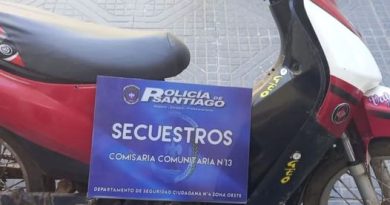 POLICÍA DE
SANTIAGO
SECUESTROS
COMISARIA COMUNITARIA N°13
DEPARTAMENTO DE SEGURIDAD CIUDADANA N°4 ZONA OESTE